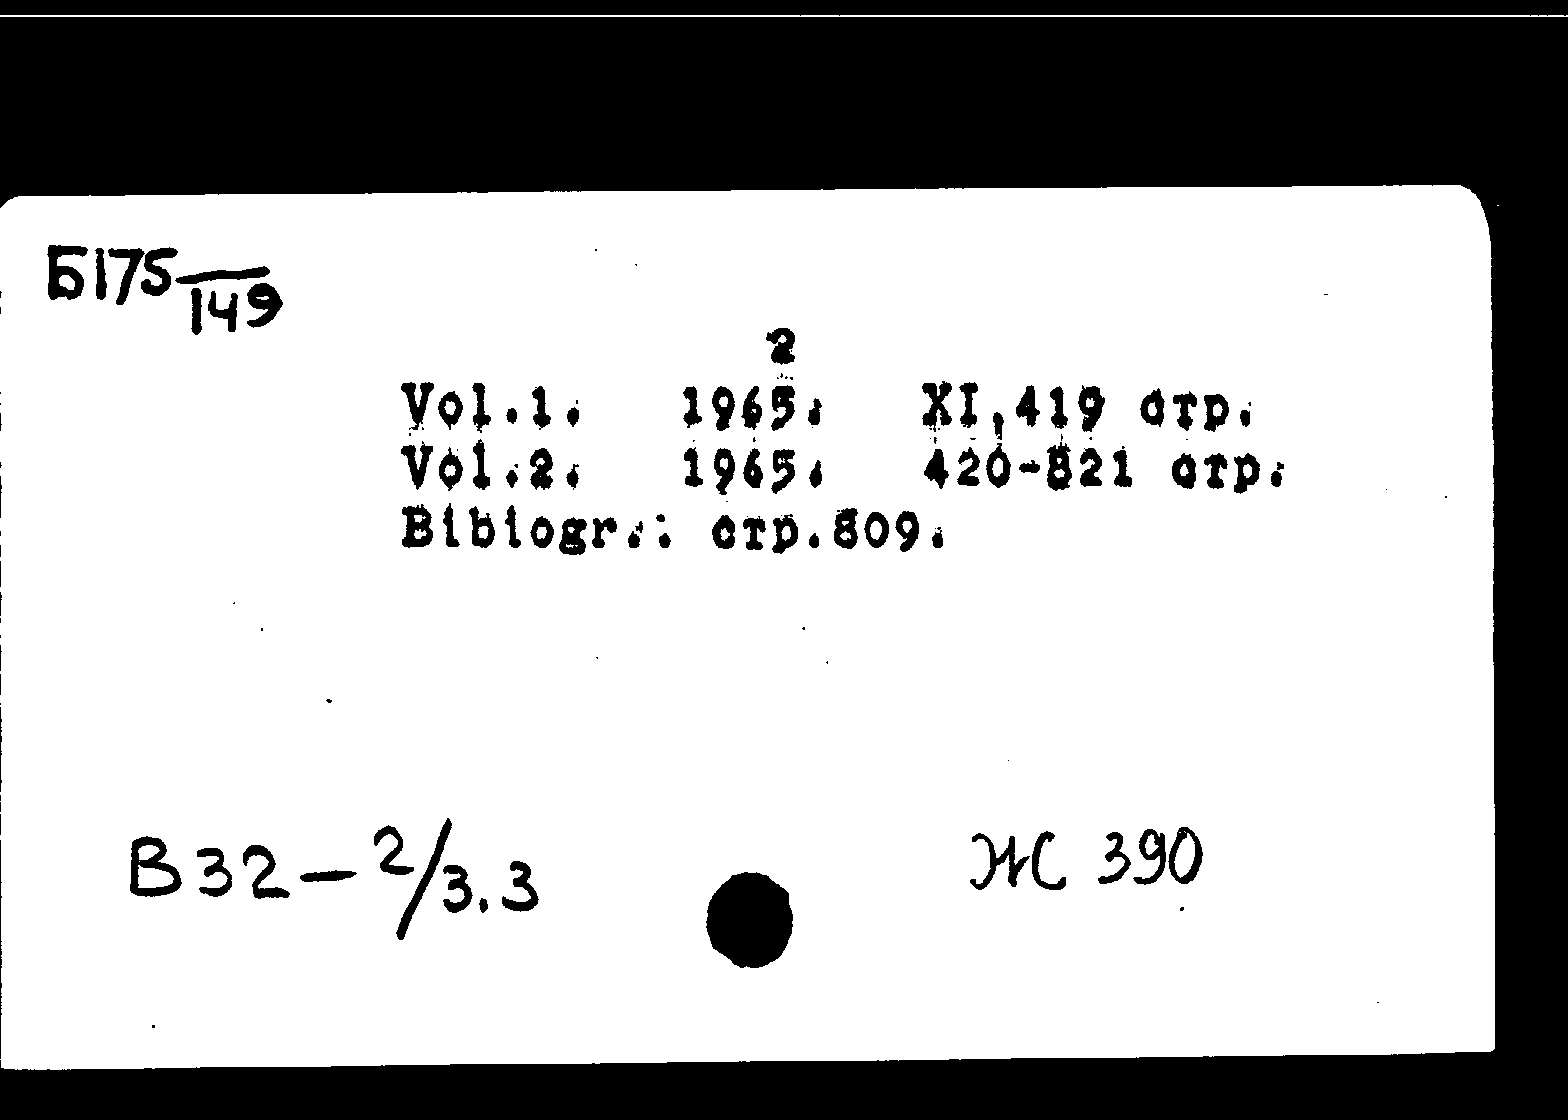 Б175
149
2
Vol.1. 1965. XI,419 стр.
Vol.2. 1965. 420-821 стр.
Bibiogr.: стр.809.
В32-2/3.3
Ж 390